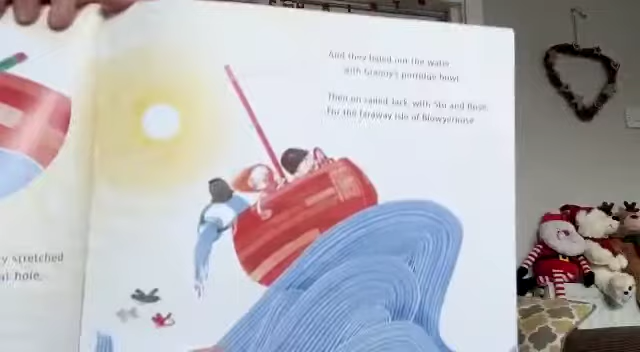 y stretched
al hole.
And they baled out the water
with Granny's porridge bowl.
Then on sailed Jack, with Stu and Rose,
For the faraway Isle of Blowyernose